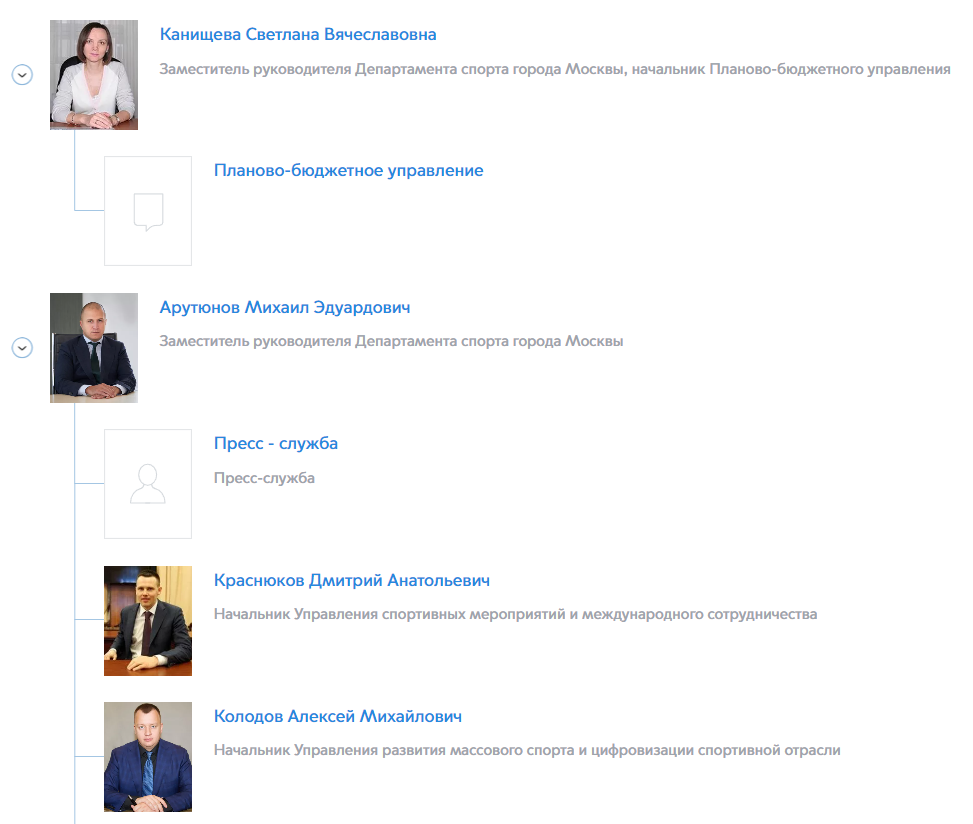 Канищева Светлана Вячеславовна
Заместитель руководителя Департамента спорта города Москвы, начальник Планово-бюджетного управления
Планово-бюджетное управление
Арутюнов Михаил Эдуардович
Заместитель руководителя Департамента спорта города Москвы
Пресс - служба
Пресс-служба
Краснюков Дмитрий Анатольевич
Начальник Управления спортивных мероприятий и международного сотрудничества
Колодов Алексей Михайлович
Начальник Управления развития массового спорта и цифровизации спортивной отрасли